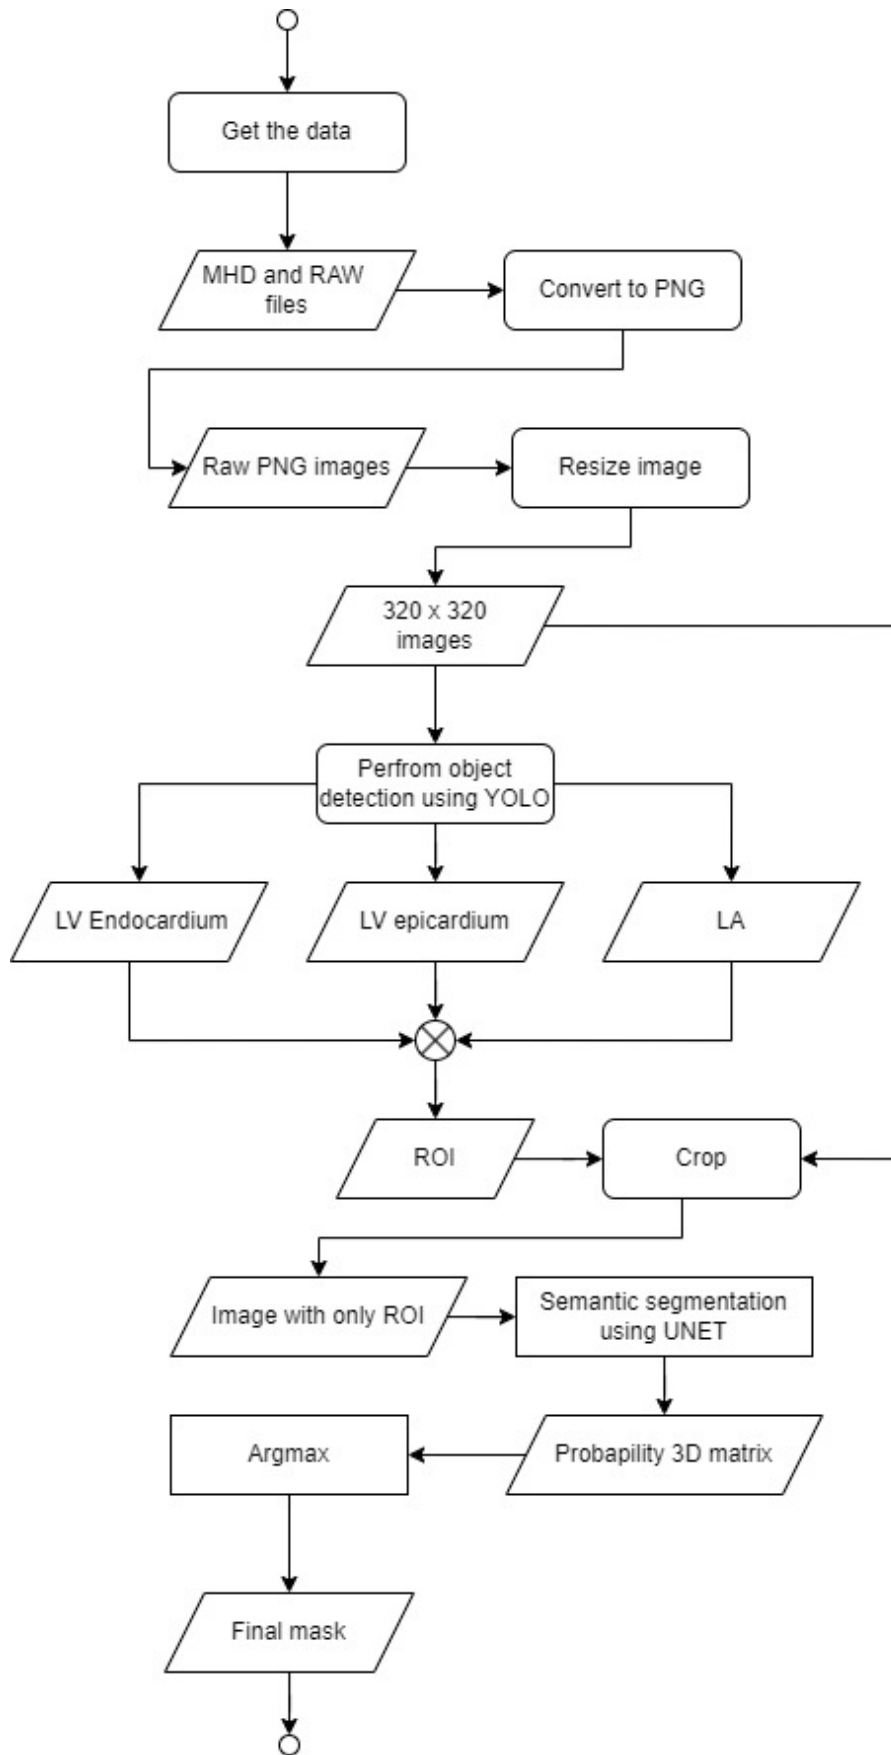 Get the data
MHD and RAW
files
Convert to PNG
Raw PNG images
Resize image
320 x 320
images
Perfrom object
detection using YOLO
LV Endocardium
LV epicardium
LA
ROI
Crop
Image with only ROI
Semantic segmentation
using UNET
Argmax
Probapility 3D matrix
Final mask